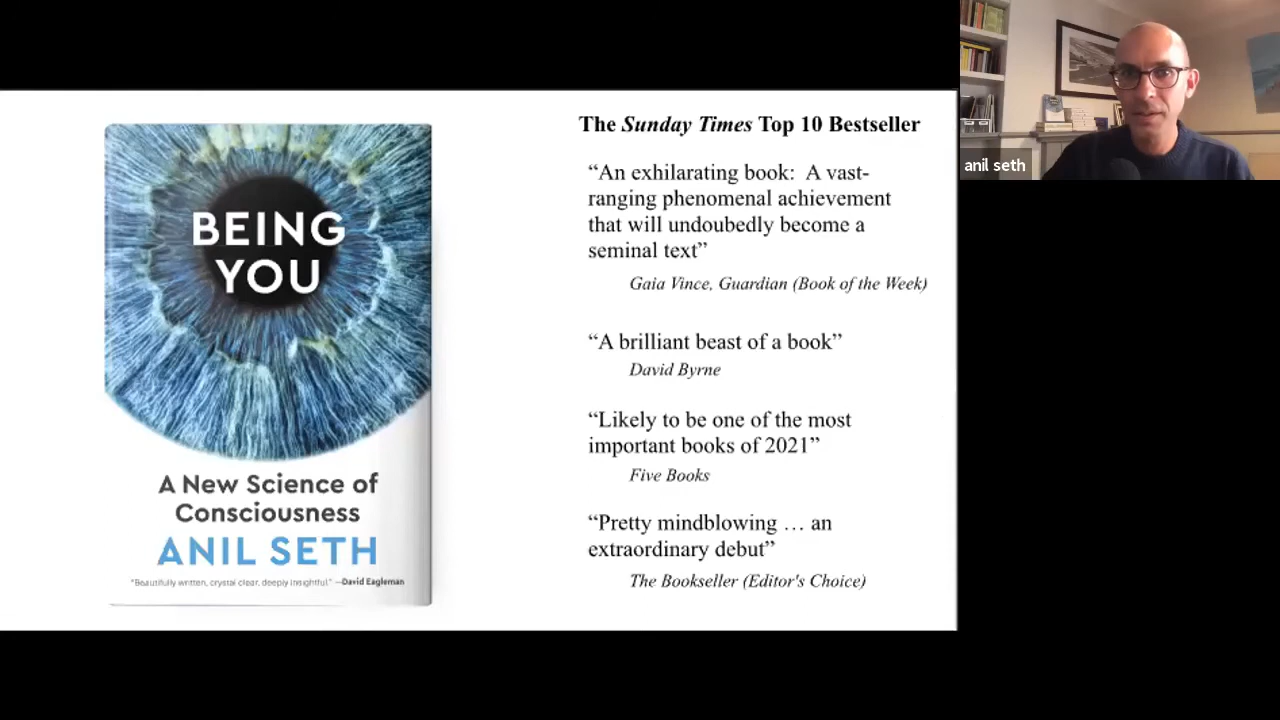 BEING
YOU
A New Science of
Consciousness
ANIL SETH
"Beautifully written, crystal clear, deeply insightful." —David Eagleman
The Sunday Times Top 10 Bestseller
“An exhilarating book: A vast-
ranging phenomenal achievement
that will undoubedly become a
seminal text”
Gaia Vince, Guardian (Book of the Week)
“A brilliant beast of a book”
David Byrne
“Likely to be one of the most
important books of 2021”
Five Books
“Pretty mindblowing … an
extraordinary debut”
The Bookseller (Editor's Choice)
anil seth